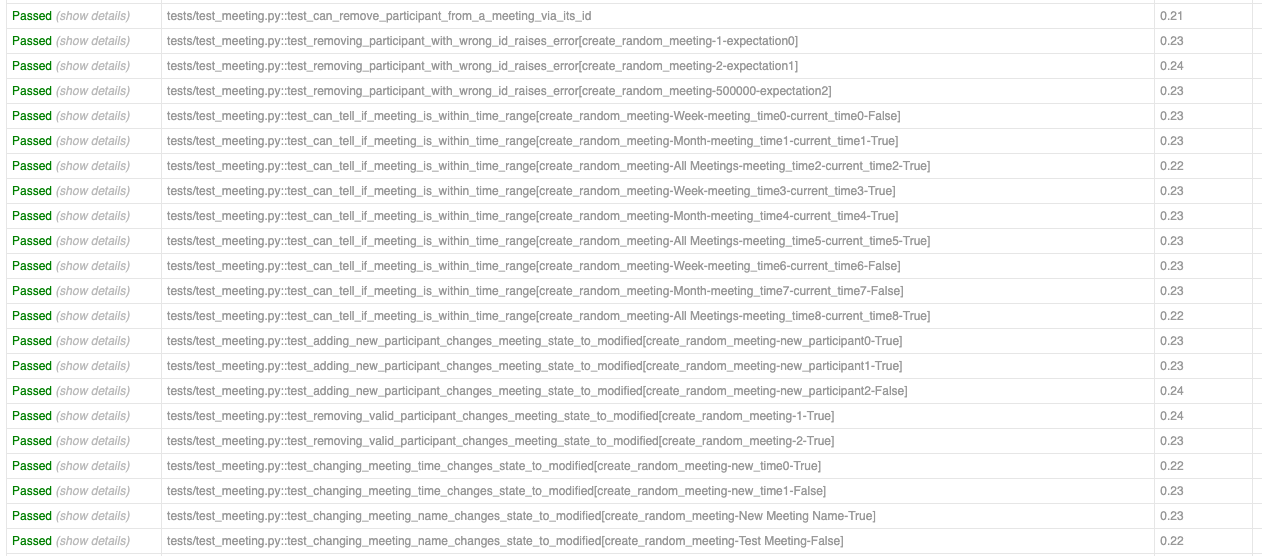 Passed (show details) tests/test_meeting.py::test_can_remove_participant_from_a_meeting_via_its_id 0.21
Passed (show details) tests/test_meeting.py::test_removing_participant_with_wrong_id_raises_error[create_random_meeting-1-expectation0] 0.23
Passed (show details) tests/test_meeting.py::test_removing_participant_with_wrong_id_raises_error[create_random_meeting-2-expectation1] 0.24
Passed (show details) tests/test_meeting.py::test_removing_participant_with_wrong_id_raises_error[create_random_meeting-500000-expectation2] 0.23
Passed (show details) tests/test_meeting.py::test_can_tell_if_meeting_is_within_time_range[create_random_meeting-Week-meeting_time0-current_time0-False] 0.23
Passed (show details) tests/test_meeting.py::test_can_tell_if_meeting_is_within_time_range[create_random_meeting-Month-meeting_time1-current_time1-True] 0.23
Passed (show details) tests/test_meeting.py::test_can_tell_if_meeting_is_within_time_range[create_random_meeting-All Meetings-meeting_time2-current_time2-True] 0.22
Passed (show details) tests/test_meeting.py::test_can_tell_if_meeting_is_within_time_range[create_random_meeting-Week-meeting_time3-current_time3-True] 0.23
Passed (show details) tests/test_meeting.py::test_can_tell_if_meeting_is_within_time_range[create_random_meeting-Month-meeting_time4-current_time4-True] 0.23
Passed (show details) tests/test_meeting.py::test_can_tell_if_meeting_is_within_time_range[create_random_meeting-All Meetings-meeting_time5-current_time5-True] 0.23
Passed (show details) tests/test_meeting.py::test_can_tell_if_meeting_is_within_time_range[create_random_meeting-Week-meeting_time6-current_time6-False] 0.23
Passed (show details) tests/test_meeting.py::test_can_tell_if_meeting_is_within_time_range[create_random_meeting-Month-meeting_time7-current_time7-False] 0.23
Passed (show details) tests/test_meeting.py::test_can_tell_if_meeting_is_within_time_range[create_random_meeting-All Meetings-meeting_time8-current_time8-True] 0.22
Passed (show details) tests/test_meeting.py::test_adding_new_participant_changes_meeting_state_to_modified[create_random_meeting-new_participant0-True] 0.23
Passed (show details) tests/test_meeting.py::test_adding_new_participant_changes_meeting_state_to_modified[create_random_meeting-new_participant1-True] 0.23
Passed (show details) tests/test_meeting.py::test_adding_new_participant_changes_meeting_state_to_modified[create_random_meeting-new_participant2-False] 0.24
Passed (show details) tests/test_meeting.py::test_removing_valid_participant_changes_meeting_state_to_modified[create_random_meeting-1-True] 0.24
Passed (show details) tests/test_meeting.py::test_removing_valid_participant_changes_meeting_state_to_modified[create_random_meeting-2-True] 0.23
Passed (show details) tests/test_meeting.py::test_changing_meeting_time_changes_state_to_modified[create_random_meeting-new_time0-True] 0.22
Passed (show details) tests/test_meeting.py::test_changing_meeting_time_changes_state_to_modified[create_random_meeting-new_time1-False] 0.23
Passed (show details) tests/test_meeting.py::test_changing_meeting_name_changes_state_to_modified[create_random_meeting-New Meeting Name-True] 0.23
Passed (show details) tests/test_meeting.py::test_changing_meeting_name_changes_state_to_modified[create_random_meeting-Test Meeting-False] 0.22